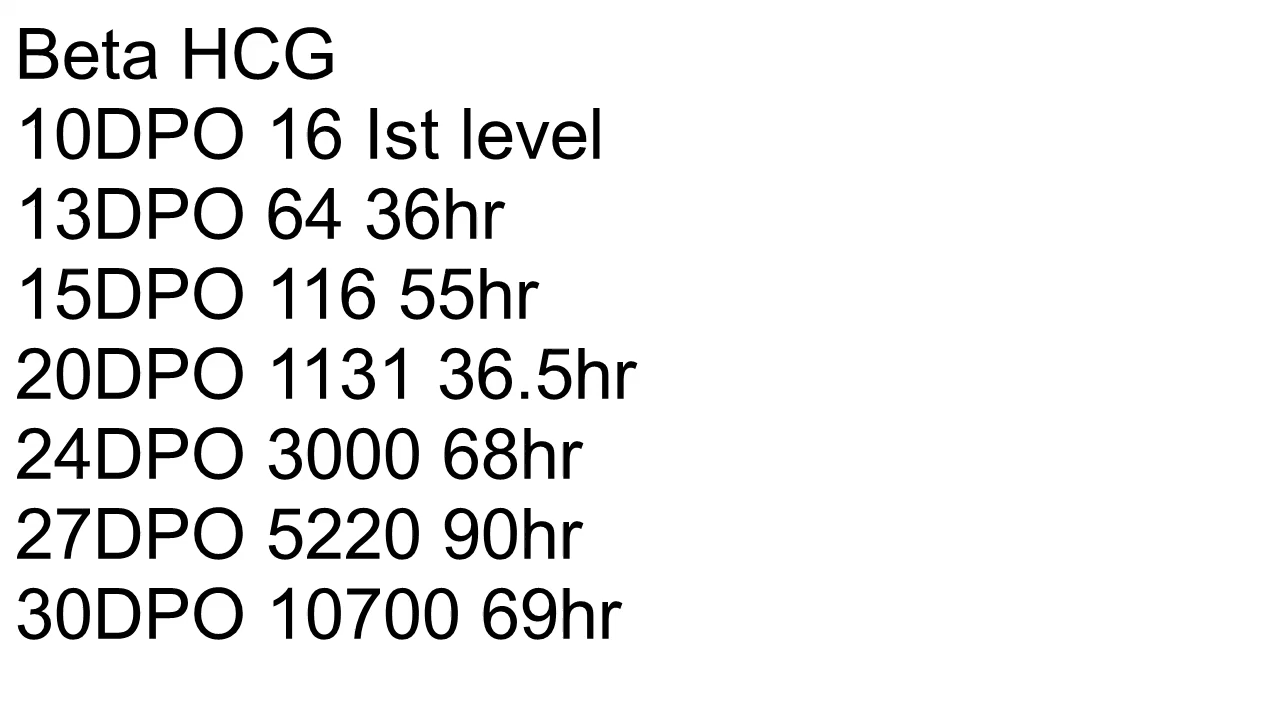 Beta HCG
10DPO 16 Ist level
13DPO 64 36hr
15DPO 116 55hr
20DPO 1131 36.5hr
24DPO 3000 68hr
27DPO 5220 90hr
30DPO 10700 69hr